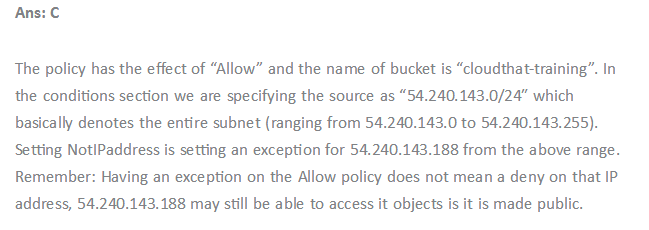 Ans: C
The policy has the effect of “Allow” and the name of bucket is “cloudthat-training”. In
the conditions section we are specifying the source as “54.240.143.0/24” which
basically denotes the entire subnet (ranging from 54.240.143.0 to 54.240.143.255).
Setting NotIPaddress is setting an exception for 54.240.143.188 from the above range.
Remember: Having an exception on the Allow policy does not mean a deny on that IP
address, 54.240.143.188 may still be able to access it objects is it is made public.